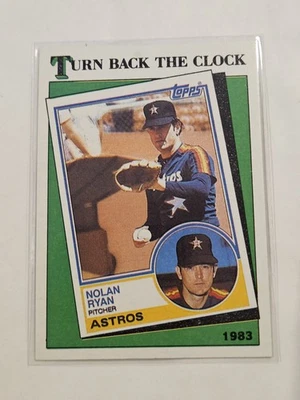 TURN BACK THE CLOCK
TOPPS
NOLAN
RYAN
PITCHER
ASTROS
1983